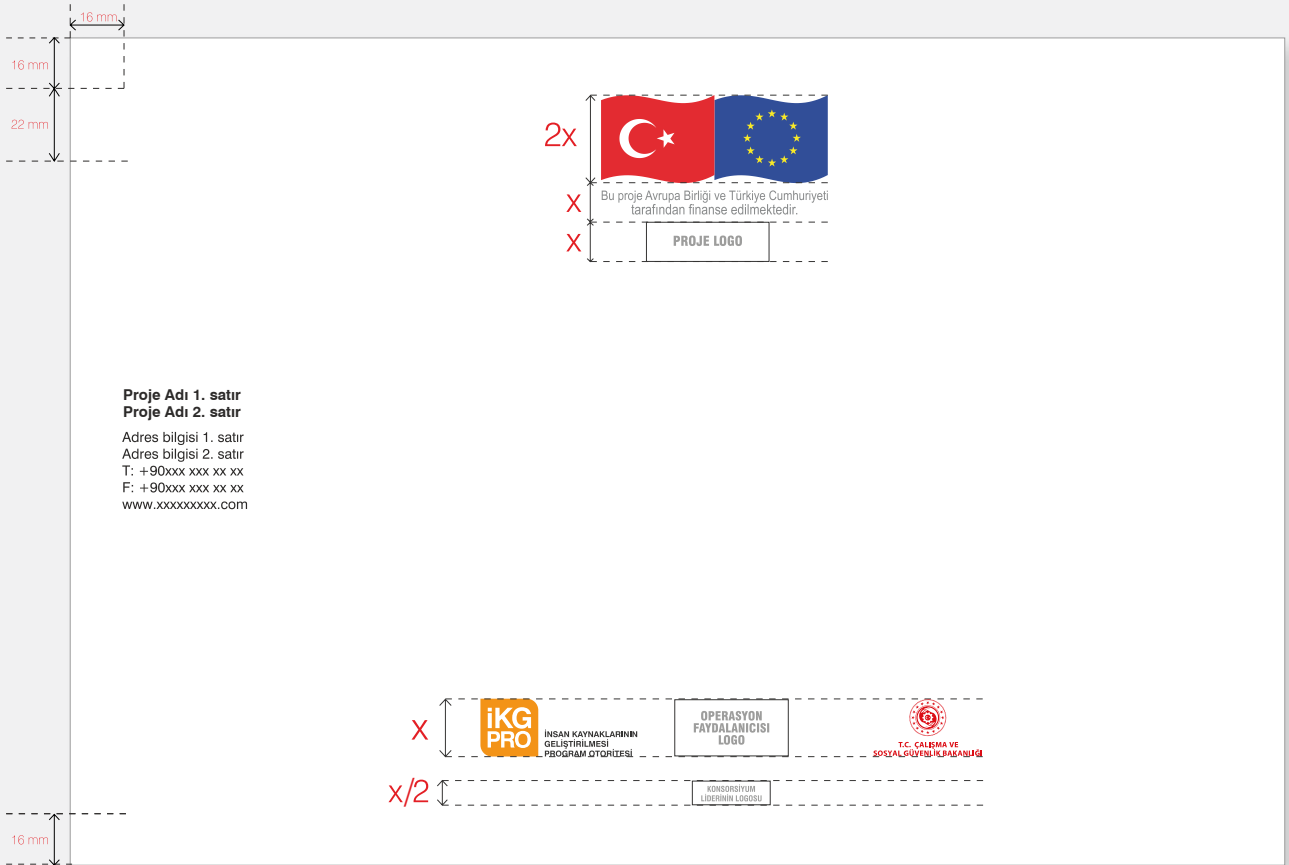 16 mm
16 mm
22 mm
2x
Bu proje Avrupa Birliği ve Türkiye Cumhuriyeti
tarafından finanse edilmektedir.
X
PROJE LOGO
X
Proje Adı 1. satır
Proje Adı 2. satır
Adres bilgisi 1. satır
Adres bilgisi 2. satır
T: +90xxx xxx xx xx
F: +90xxx xxx xx xx
www.xxxxxxxxx.com
X
iKG
PRO
İNSAN KAYNAKLARININ
GELİŞTİRİLMESİ
PROGRAM OTORİTESİ
OPERASYON
FAYDALANICISI
LOGO
T.C. ÇALIŞMA VE
SOSYAL GÜVENLİK BAKANLIĞI
x/2
KONSORSİYUM
LİDERİNİN LOGOSU
16 mm